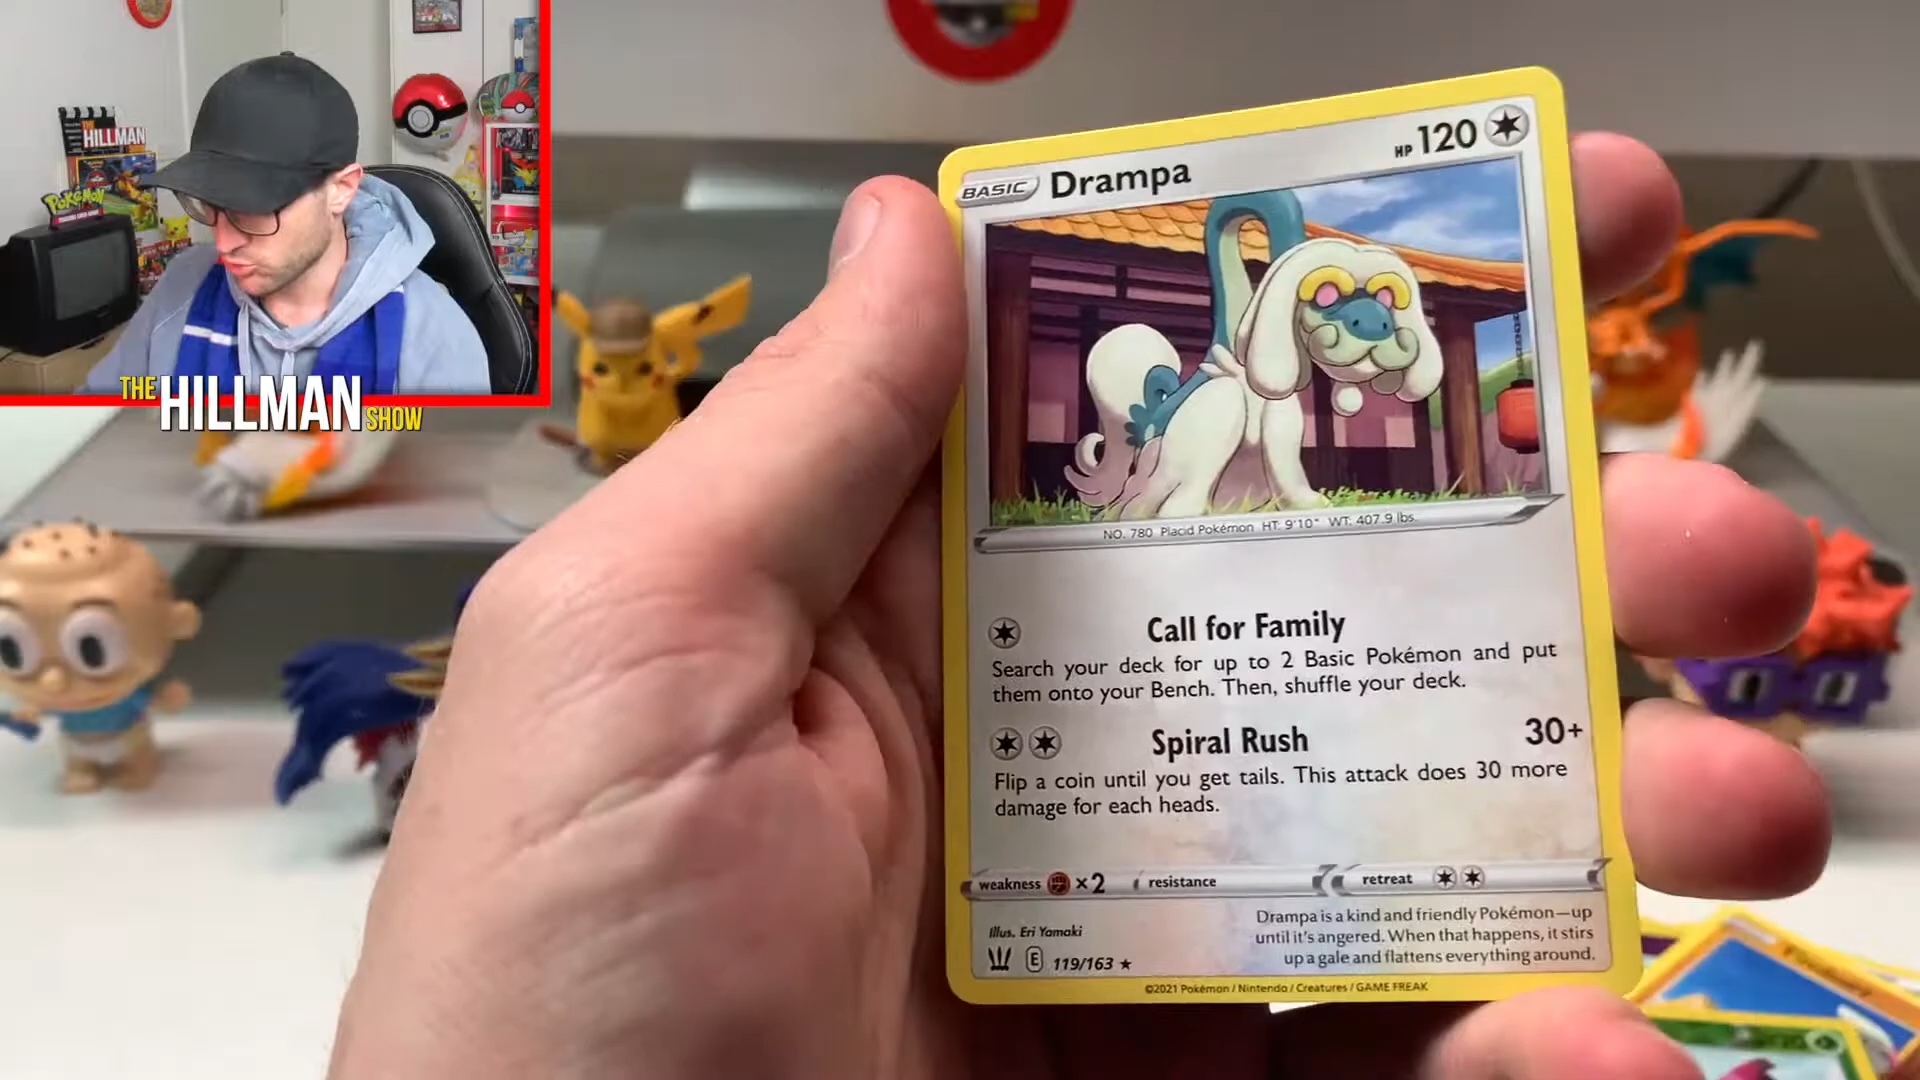 THE
HILLMAN
POKéMON
THE
HILLMAN
SHOW
BASIC Drampa HP 120
NO. 780 Placid Pokémon HT: 9'10" WT: 407.9 lbs.
Call for Family
Search your deck for up to 2 Basic Pokémon and put
them onto your Bench. Then, shuffle your deck.
Spiral Rush 30+
Flip a coin until you get tails. This attack does 30 more
damage for each heads.
weakness ×2 resistance retreat
Illus. Eri Yamaki
E 119/163 ★
Drampa is a kind and friendly Pokémon—up
until it's angered. When that happens, it stirs
up a gale and flattens everything around.
©2021 Pokémon / Nintendo / Creatures / GAME FREAK